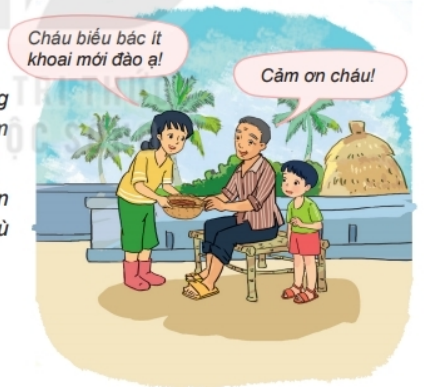 Cháu biếu bác ít
khoai mới đào ạ!
Cảm ơn cháu!
g
n
n
ù